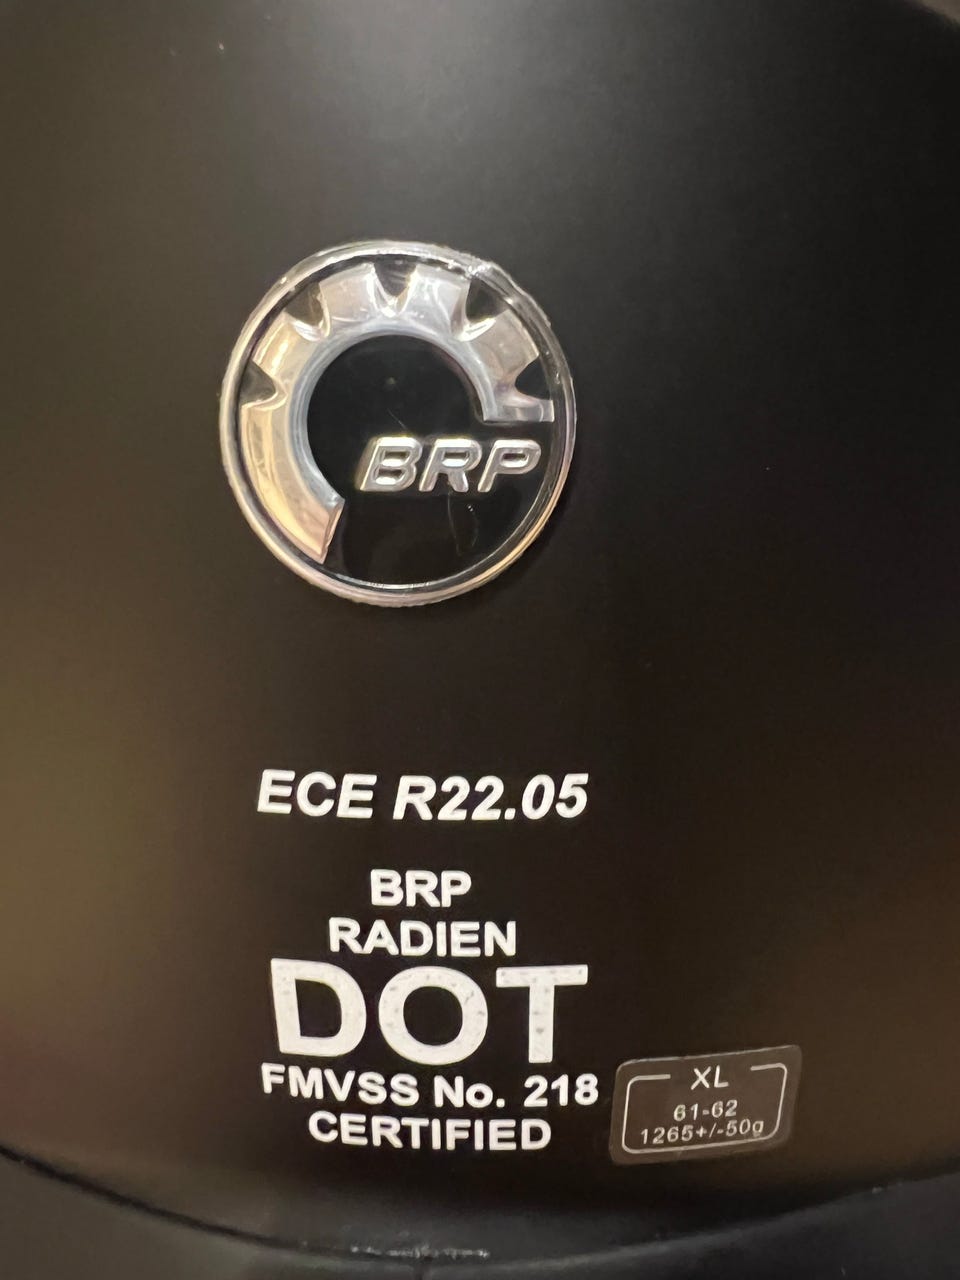 BRP
ECE R22.05
BRP
RADIEN
DOT
FMVSS No. 218
CERTIFIED
XL
61-62
1265+/-50g